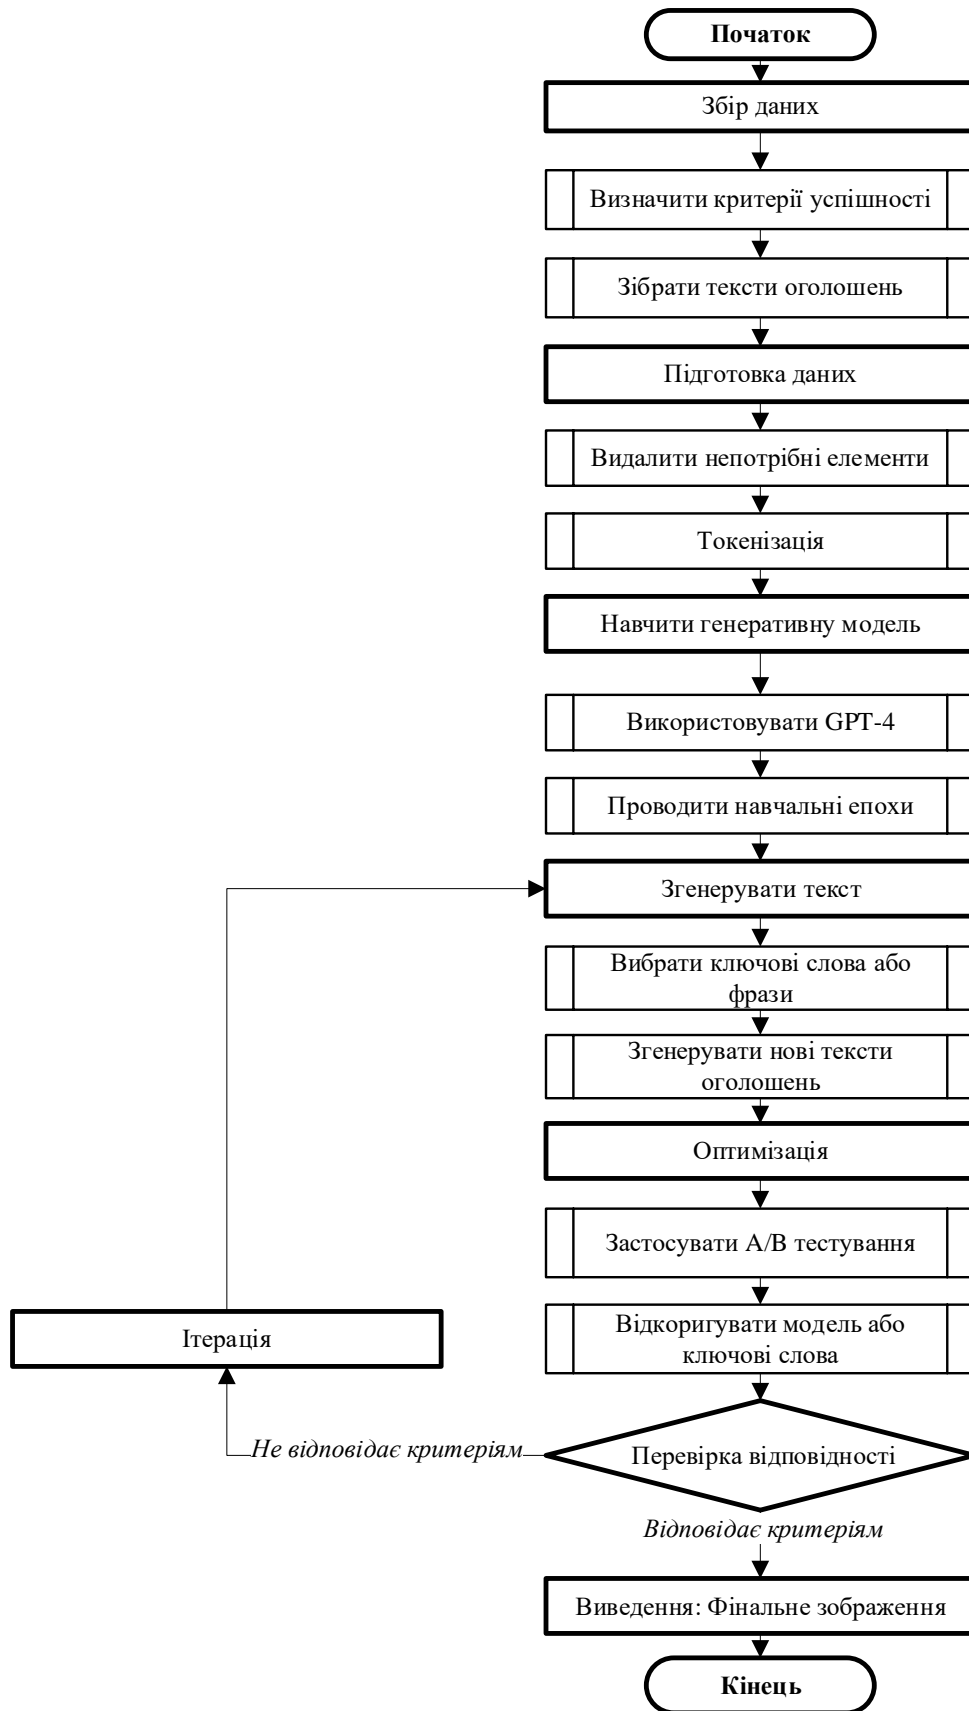 Початок
Збір даних
Визначити критерії успішності
Зібрати тексти оголошень
Підготовка даних
Видалити непотрібні елементи
Токенізація
Навчити генеративну модель
Використовувати GPT-4
Проводити навчальні епохи
Згенерувати текст
Вибрати ключові слова або
фрази
Згенерувати нові тексти
оголошень
Оптимізація
Застосувати A/B тестування
Ітерація
Відкоригувати модель або
ключові слова
Не відповідає критеріям
Перевірка відповідності
Відповідає критеріям
Виведення: Фінальне зображення
Кінець